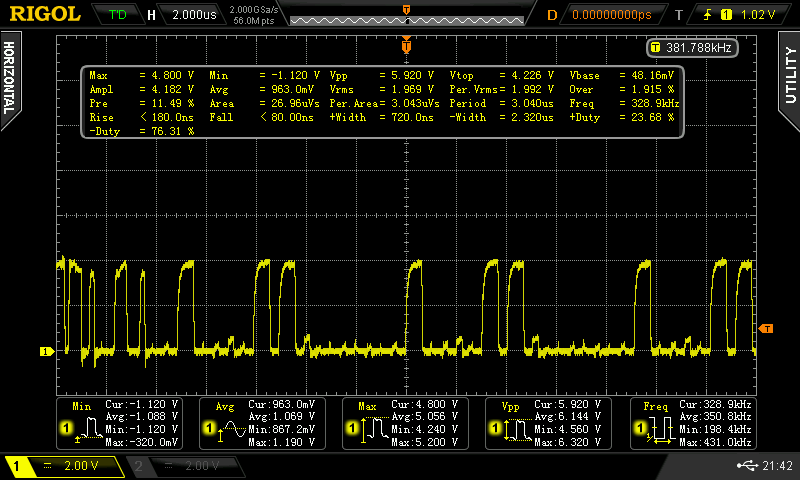 RIGOL T'D H 2.000us 2.000GSa/s 56.0M pts D 0.00000000ps T 1 1.02 V
HORIZONTAL
UTILITY
T 381.788kHz
Max = 4.800 V Min = -1.120 V Vpp = 5.920 V Vtop = 4.226 V Vbase = 48.16mV
Ampl = 4.182 V Avg = 963.0mV Vrms = 1.969 V Per.Vrms= 1.992 V Over = 1.915 %
Pre = 11.49 % Area = 26.96uVs Per.Area= 3.043uVs Period = 3.040us Freq = 328.9kHz
Rise < 180.0ns Fall < 80.00ns +Width = 720.0ns -Width = 2.320us +Duty = 23.68 %
-Duty = 76.31 %
T
1
T
Min Cur:-1.120 V Avg Cur:963.0mV Max Cur:4.800 V Vpp Cur:5.920 V Freq Cur:328.9kHz
Avg:-1.088 V Avg:1.069 V Avg:5.056 V Avg:6.144 V Avg:350.8kHz
1 Min:-1.120 V 1 Min:867.2mV 1 Min:4.240 V 1 Min:4.560 V 1 Min:198.4kHz
Max:-320.0mV Max:1.190 V Max:5.200 V Max:6.320 V Max:431.0kHz
1 = 2.00 V 2 = 2.00 V 21:42